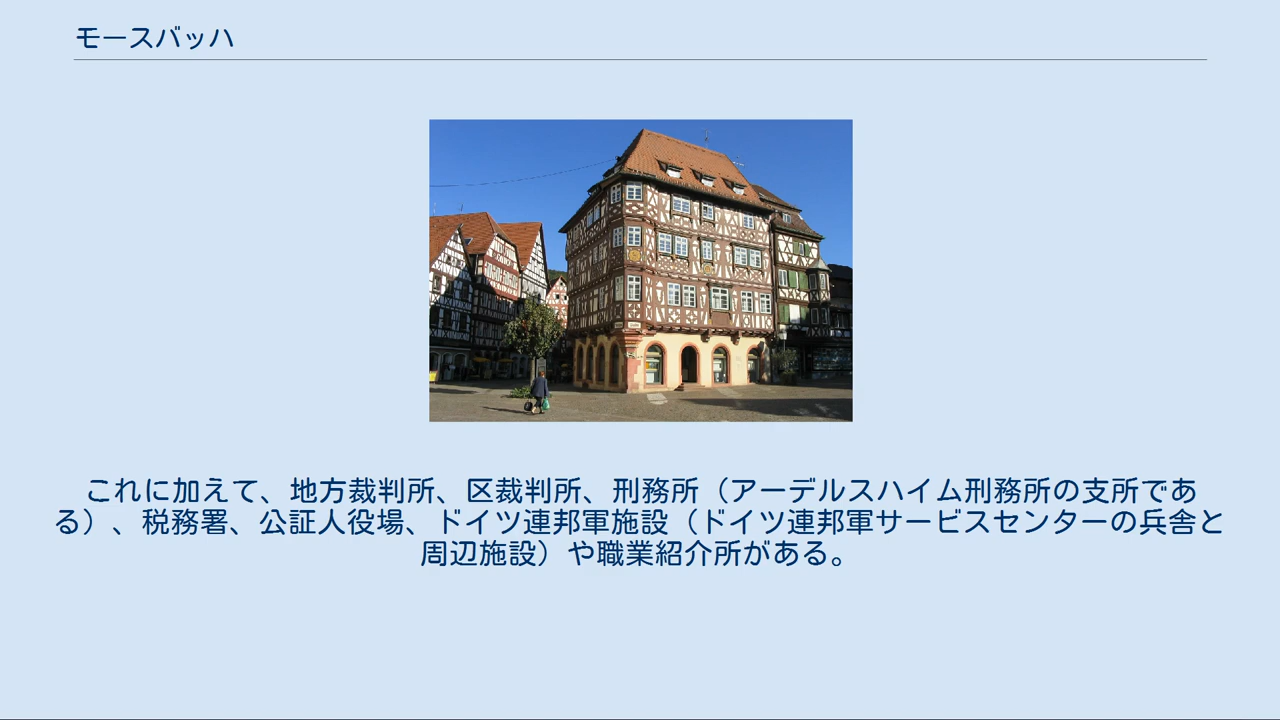 モースバッハ
これに加えて、地方裁判所、区裁判所、刑務所（アーデルスハイム刑務所の支所であ
る）、税務署、公証人役場、ドイツ連邦軍施設（ドイツ連邦軍サービスセンターの兵舎と
周辺施設）や職業紹介所がある。